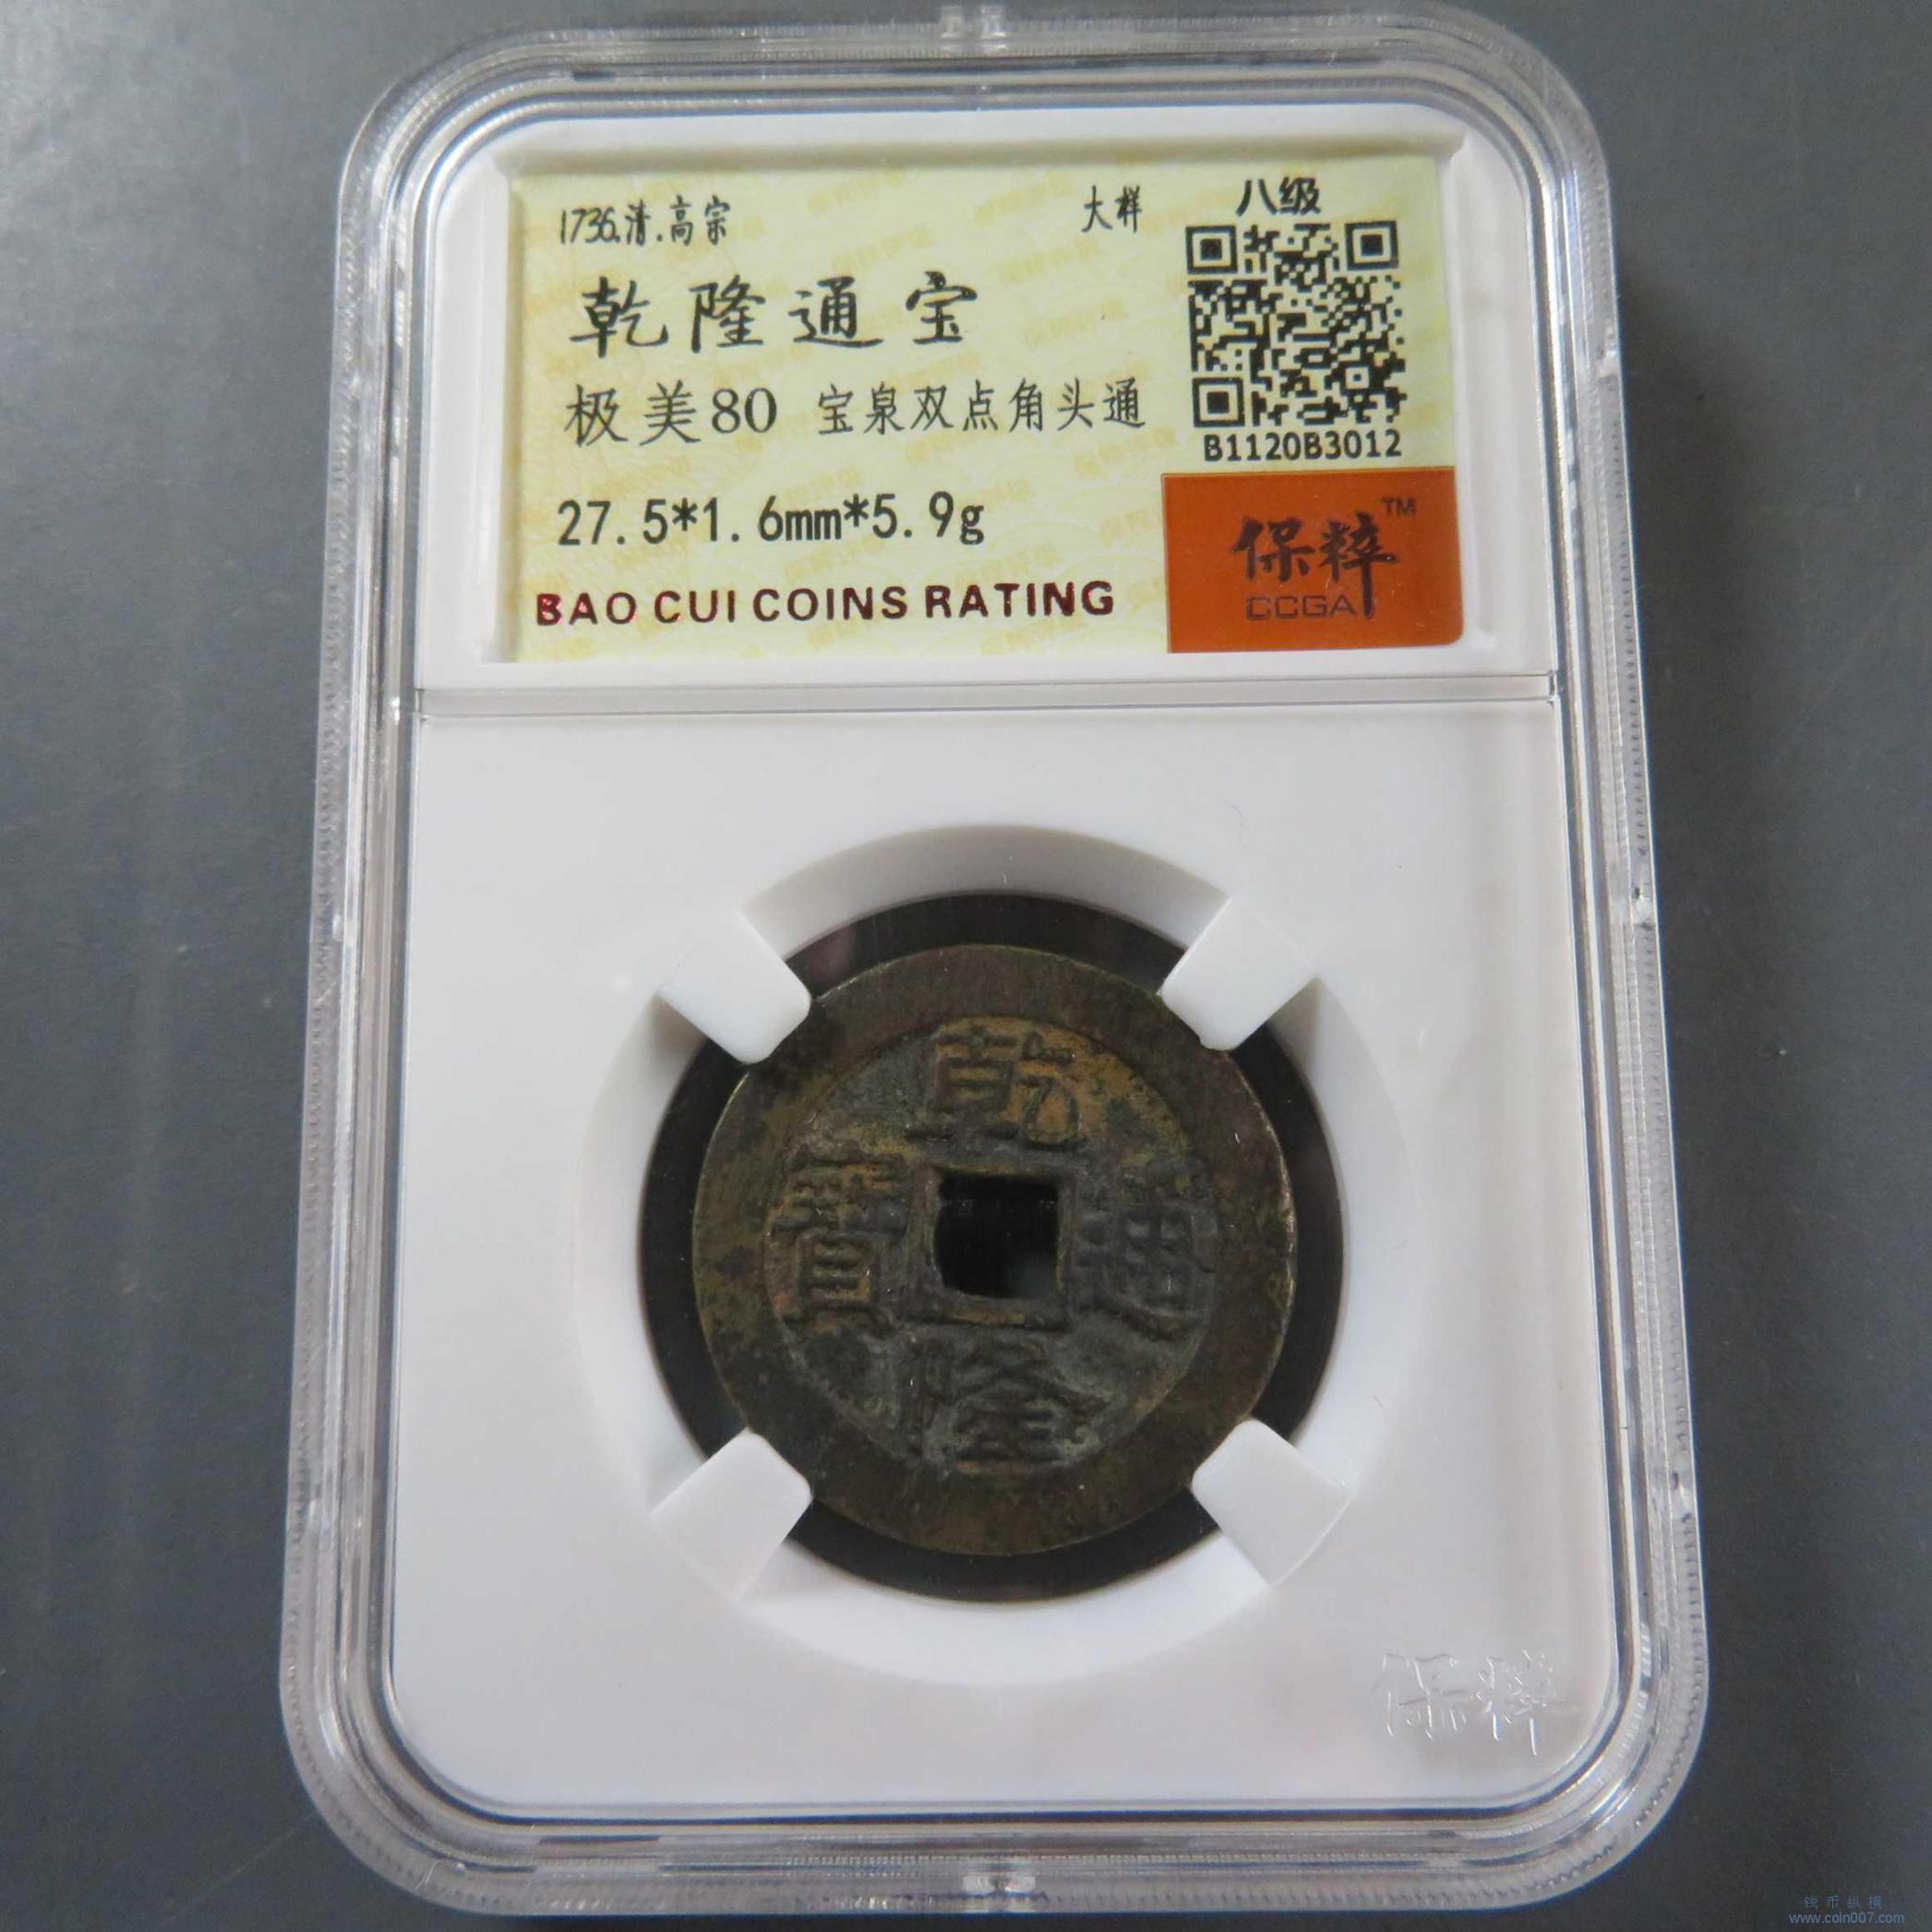 1736.清.高宗
大样
八级
乾隆通宝
极美80 宝泉双点角头通
B1120B3012
27.5*1.6mm*5.9g
保粹™
CCGA
BAO CUI COINS RATING
乾
寶 通
隆
保粹
钱币纵横
www.coin007.com